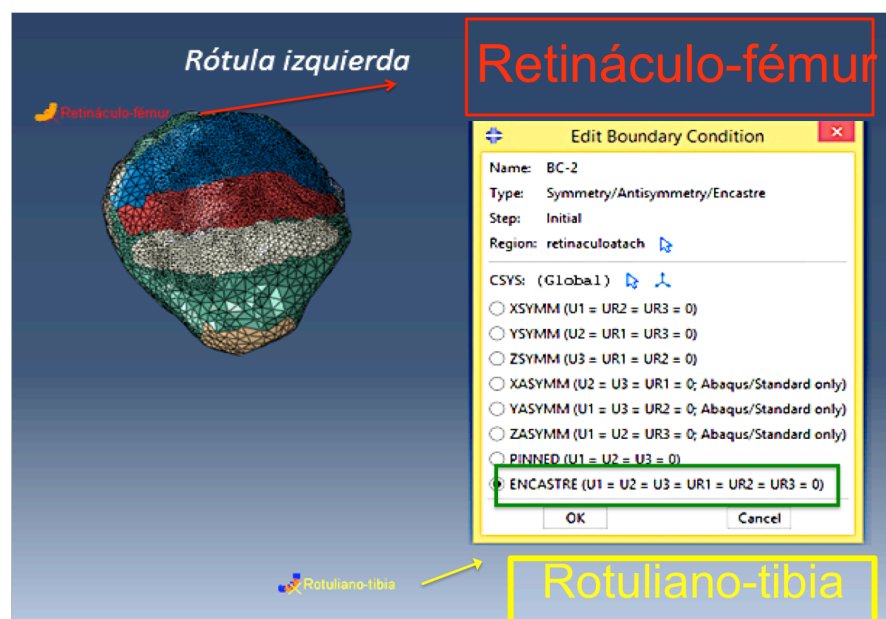 Rótula izquierda
Retináculo-fémur
Retináculo-fémur
Edit Boundary Condition
Name: BC-2
Type: Symmetry/Antisymmetry/Encastre
Step: Initial
Region: retinaculoatach
CSYS: (Global)
XSYMM (U1 = UR2 = UR3 = 0)
YSYMM (U2 = UR1 = UR3 = 0)
ZSYMM (U3 = UR1 = UR2 = 0)
XASYMM (U2 = U3 = UR1 = 0; Abaqus/Standard only)
YASYMM (U1 = U3 = UR2 = 0; Abaqus/Standard only)
ZASYMM (U1 = U2 = UR3 = 0; Abaqus/Standard only)
PINNED (U1 = U2 = U3 = 0)
ENCASTRE (U1 = U2 = U3 = UR1 = UR2 = UR3 = 0)
OK Cancel
Rotuliano-tibia
Rotuliano-tibia